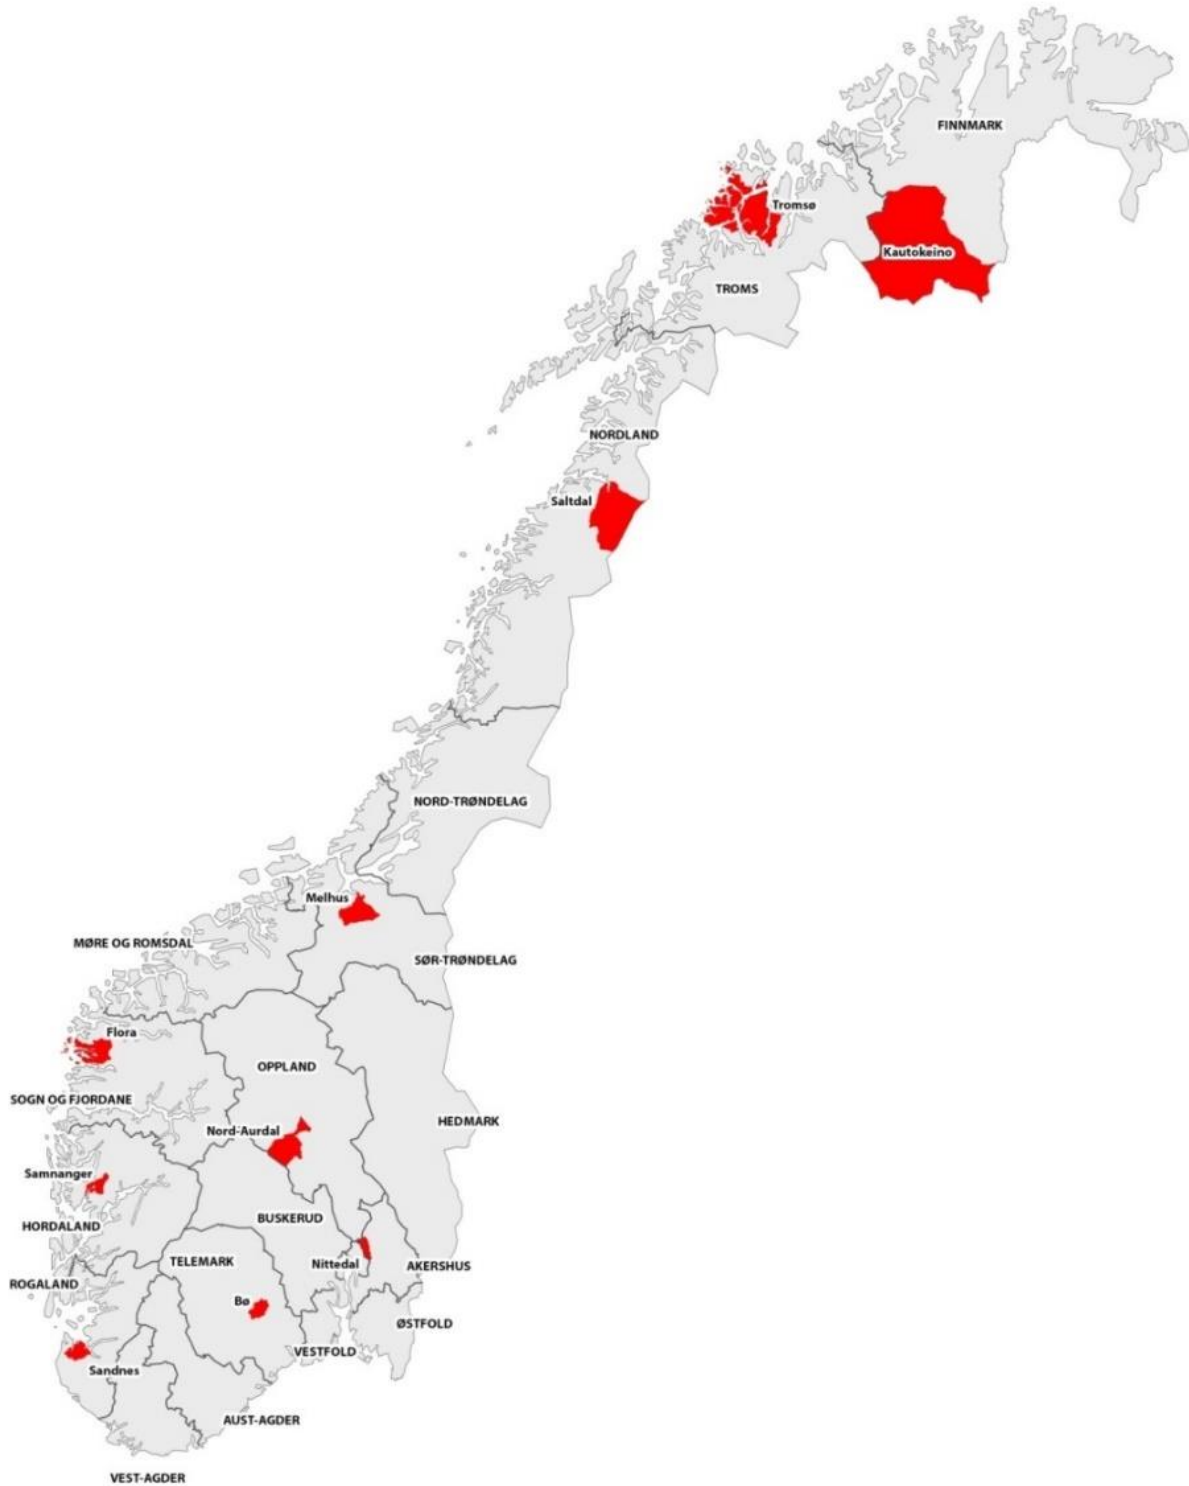 FINNMARK
Tromsø
Kautokeino
TROMS
NORDLAND
Saltdal
NORD-TRØNDELAG
Melhus
MØRE OG ROMSDAL
SØR-TRØNDELAG
Flora
OPPLAND
SOGN OG FJORDANE
HEDMARK
Nord-Aurdal
Samnanger
BUSKERUD
HORDALAND
TELEMARK
Nittedal
AKERSHUS
ROGALAND
Bø
ØSTFOLD
VESTFOLD
Sandnes
AUST-AGDER
VEST-AGDER